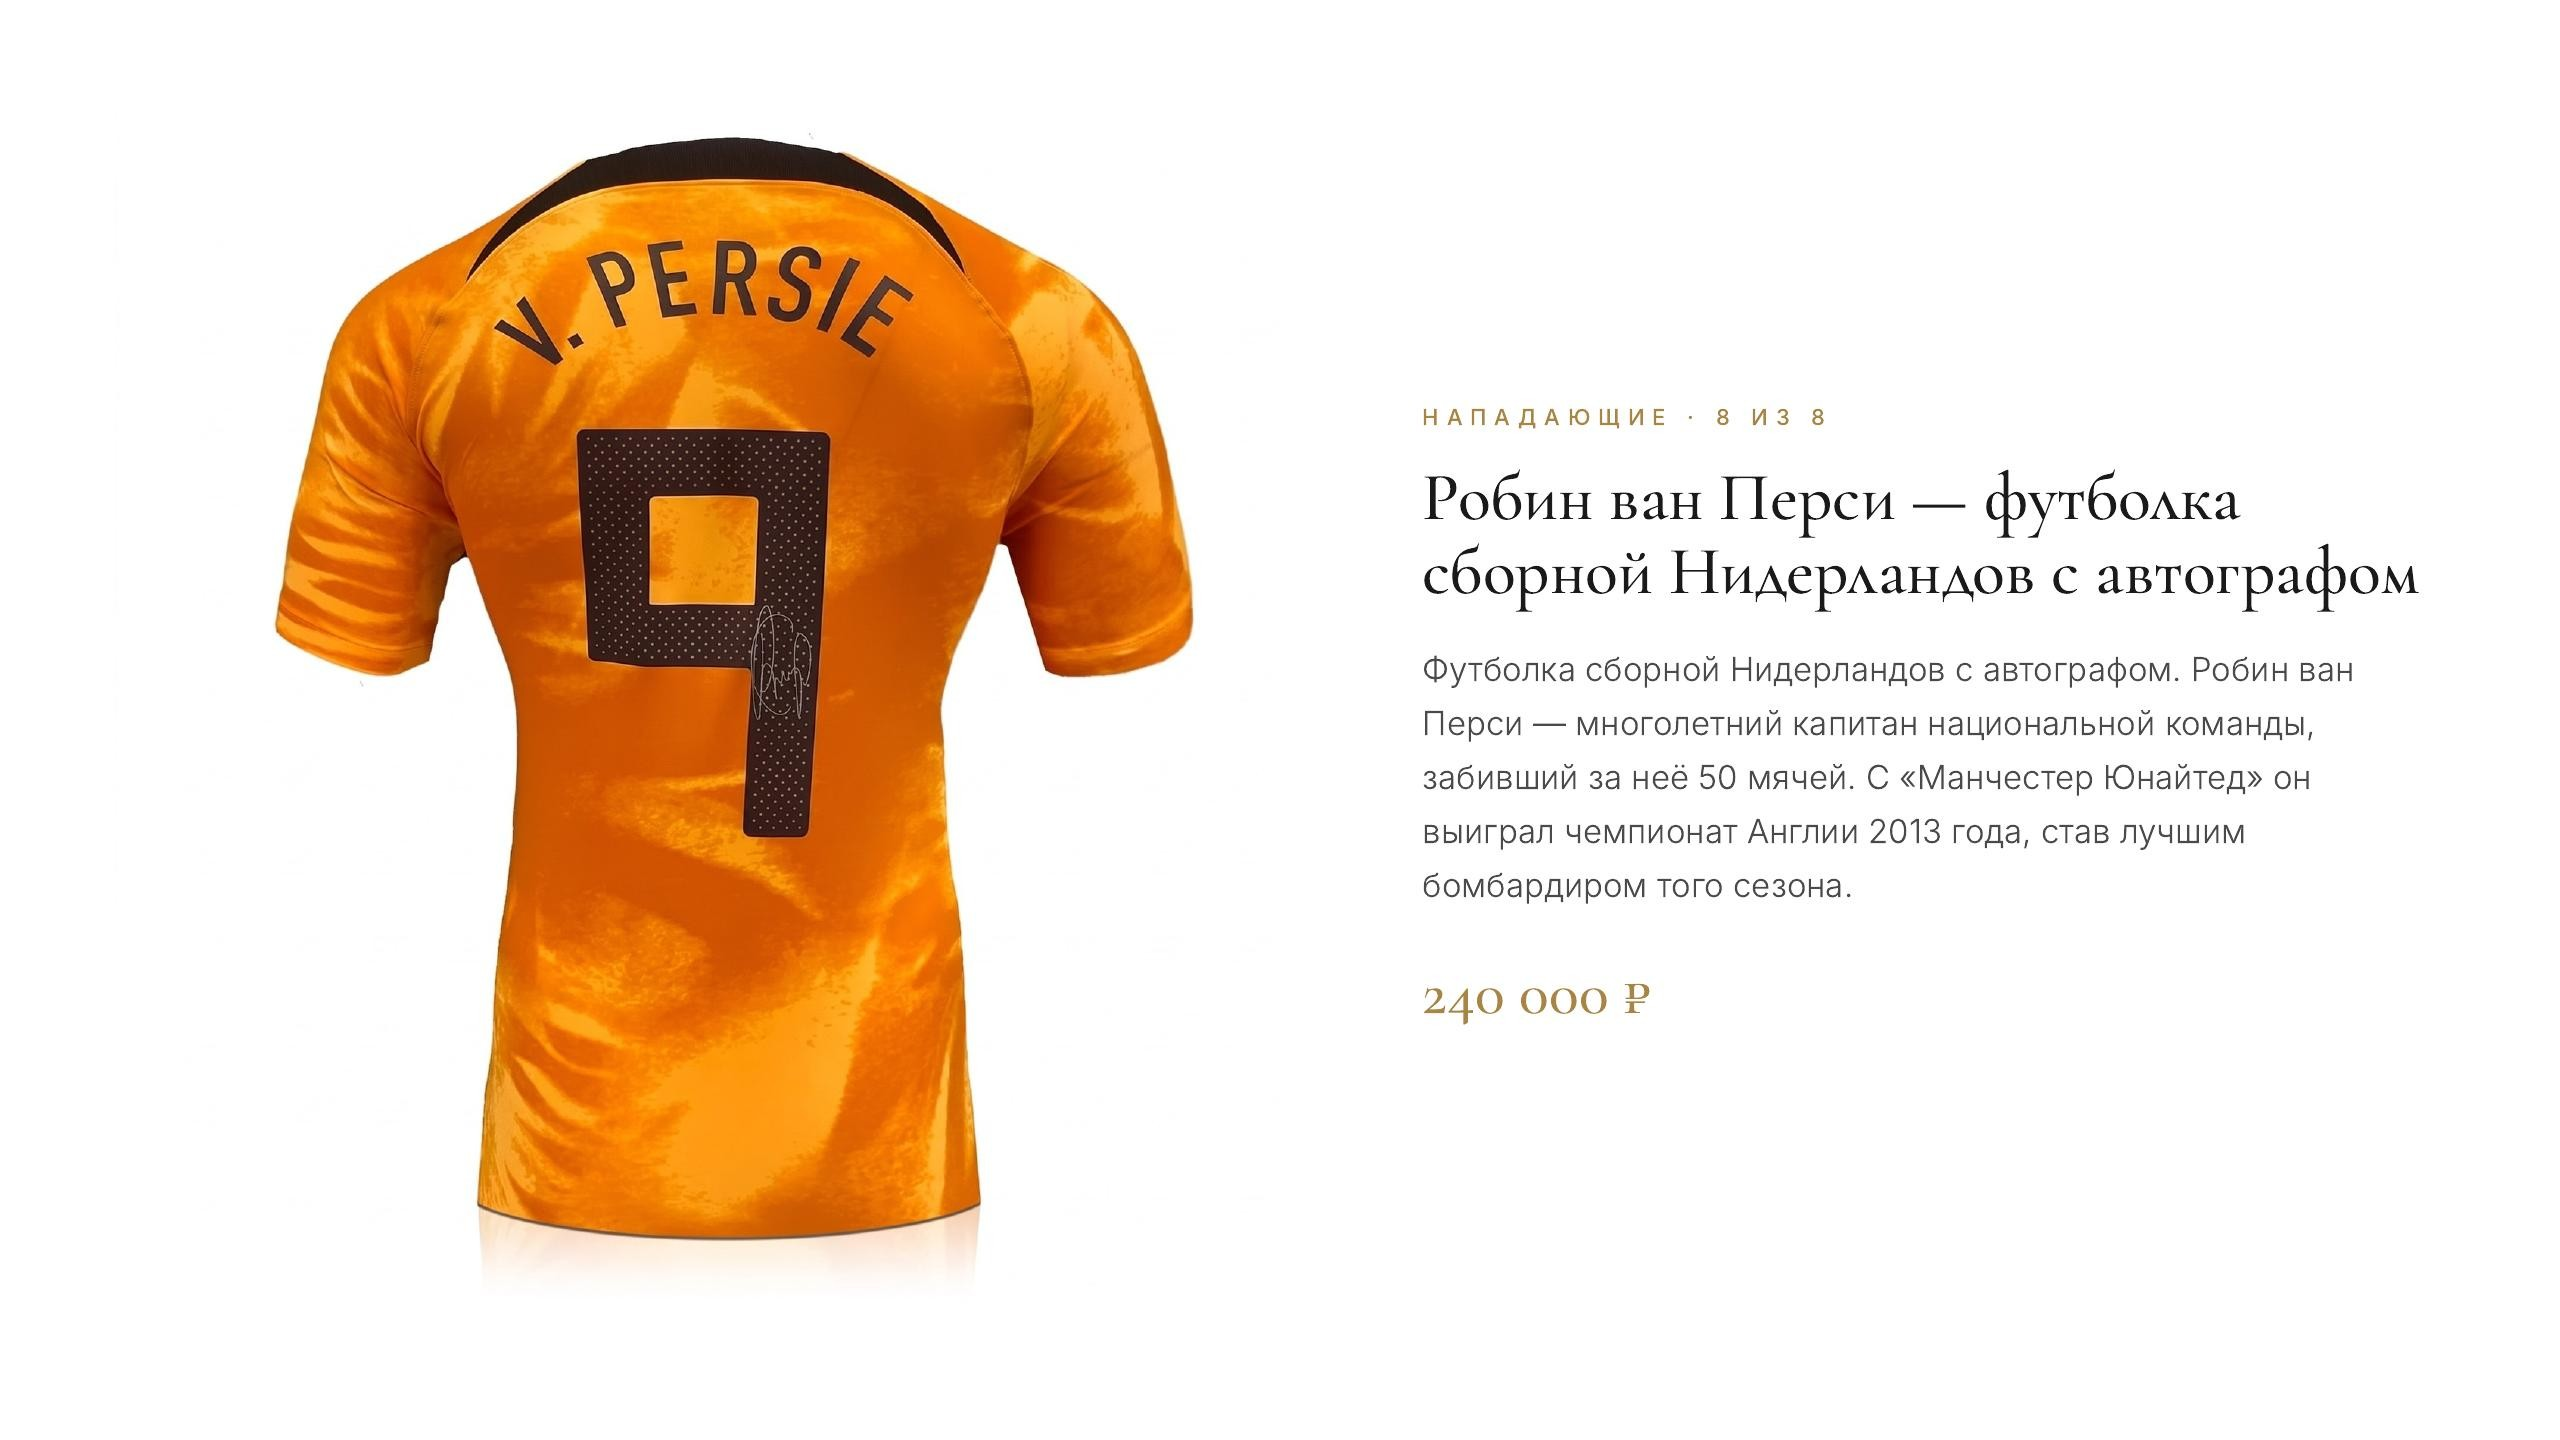 V. PERSIE
9
НАПАДАЮЩИЕ · 8 ИЗ 8
Робин ван Перси — футболка
сборной Нидерландов с автографом
Футболка сборной Нидерландов с автографом. Робин ван
Перси — многолетний капитан национальной команды,
забивший за неё 50 мячей. С «Манчестер Юнайтед» он
выиграл чемпионат Англии 2013 года, став лучшим
бомбардиром того сезона.
240 000 ₽